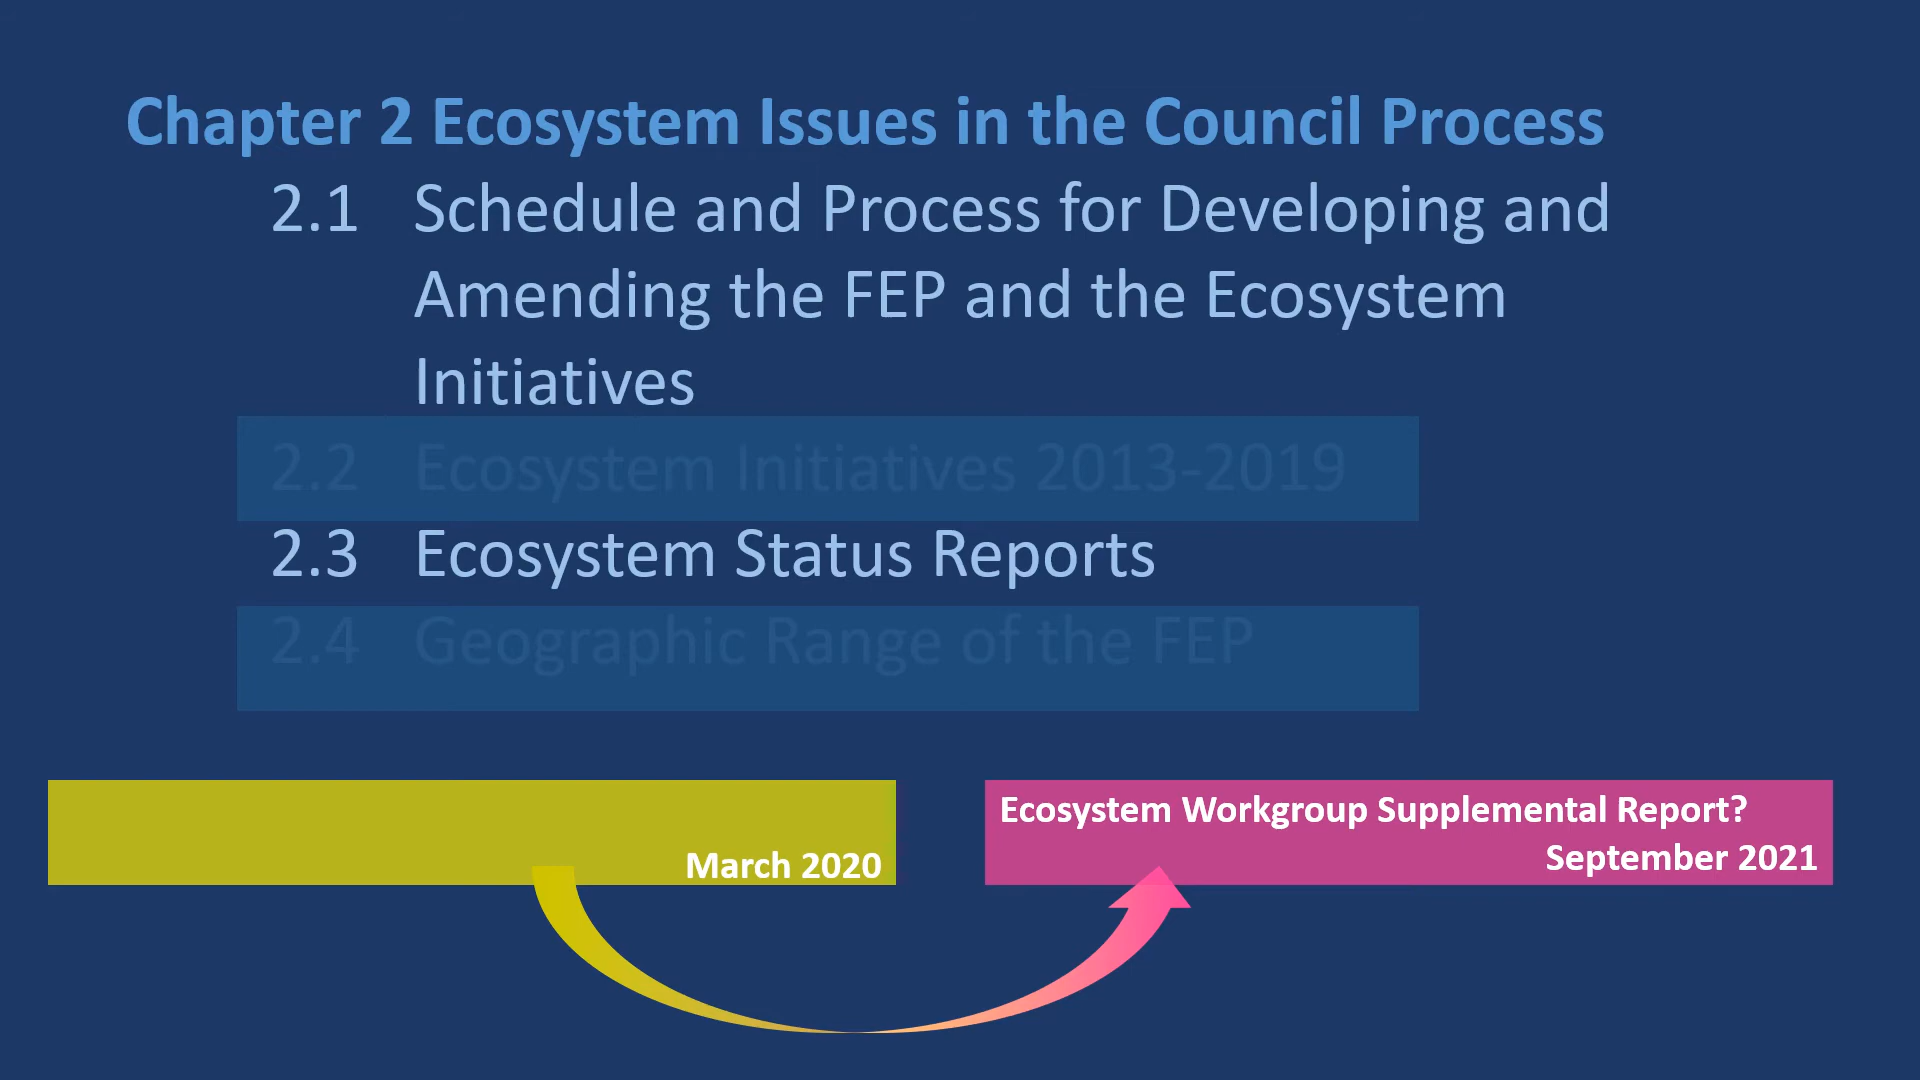 Chapter 2 Ecosystem Issues in the Council Process
2.1 Schedule and Process for Developing and
Amending the FEP and the Ecosystem
Initiatives
2.2 Ecosystem Initiatives 2013-2019
2.3 Ecosystem Status Reports
2.4 Geographic Range of the FEP
March 2020
Ecosystem Workgroup Supplemental Report?
September 2021